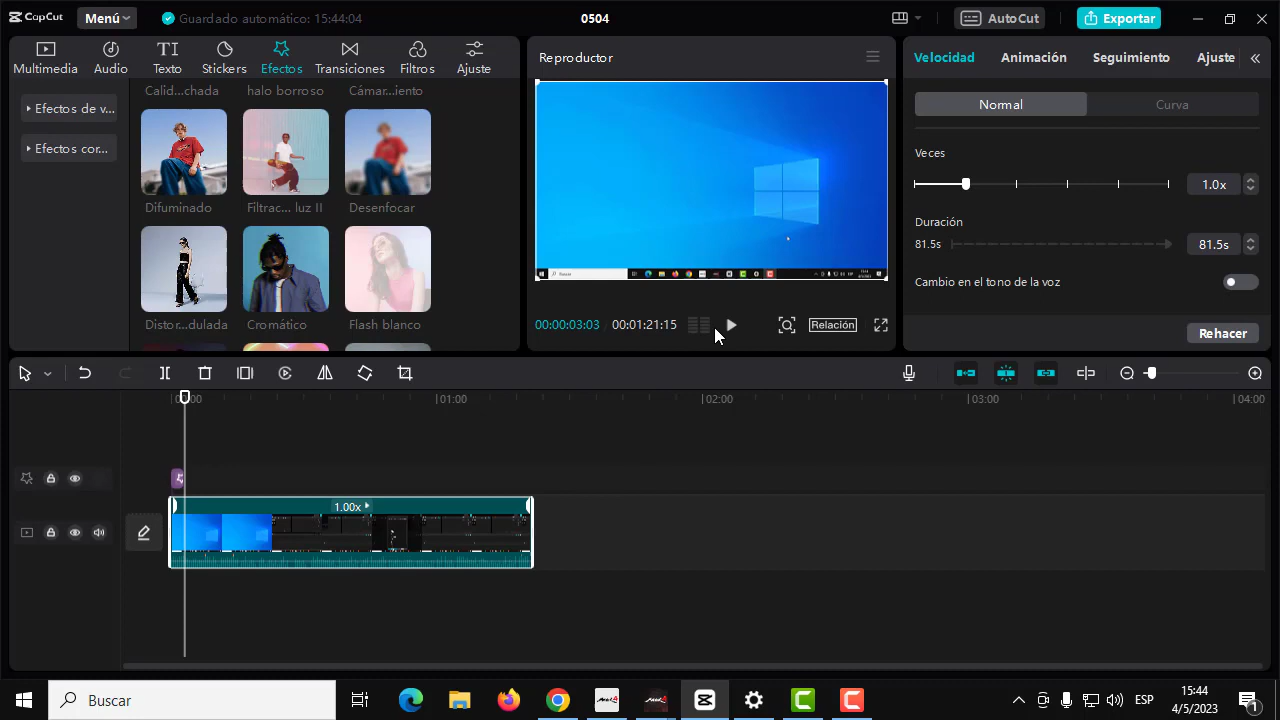 CapCut
Menú
Guardado automático: 15:44:04
0504
AutoCut
Exportar
Multimedia
Audio
Texto
Stickers
Efectos
Transiciones
Filtros
Ajuste
Efectos de v...
Efectos cor...
Calid...chada
halo borroso
Cámar...iento
Difuminado
Filtrac... luz II
Desenfocar
Distor...dulada
Cromático
Flash blanco
Reproductor
00:00:03:03
00:01:21:15
Relación
Velocidad
Animación
Seguimiento
Ajuste
Normal
Curva
Veces
1.0x
Duración
81.5s
81.5s
Cambio en el tono de la voz
Rehacer
01:00
02:00
03:00
04:00
1.00x
Buscar
ESP
15:44
4/5/2023
1